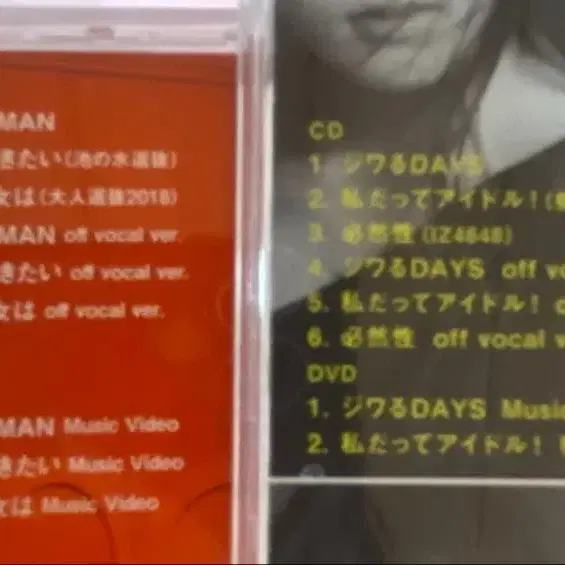 MAN
きたい(池の水選抜)
女は(大人選抜2018)
MAN off vocal ver.
きたい off vocal ver.
女は off vocal ver.
MAN Music Video
きたい Music Video
女は Music Video
CD
1. ジワるDAYS
2. 私だってアイドル!(
3. 必然性(IZ4648)
4. ジワるDAYS off vo
5. 私だってアイドル! o
6. 必然性 off vocal v
DVD
1. ジワるDAYS Music
2. 私だってアイドル!